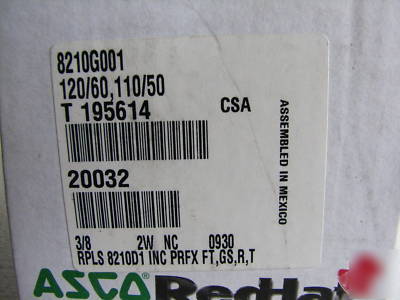 8210G001
120/60,110/50
T 195614
CSA
20032
3/8 2W NC 0930
RPLS 8210D1 INC PRFX FT,GS,R,T
ASSEMBLED IN MEXICO
ASCO RedHat